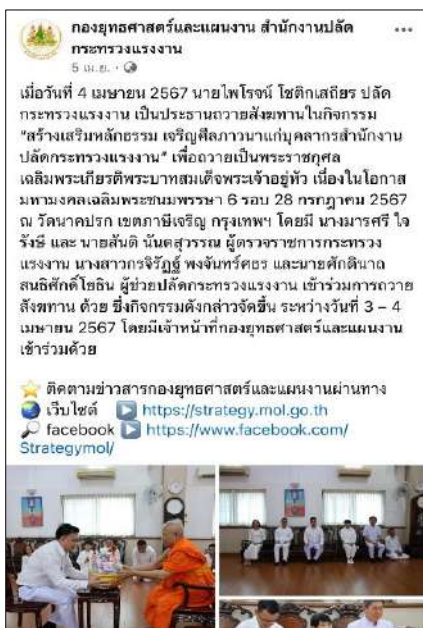 กองยุทธศาสตร์และแผนงาน สำนักงานปลัด
กระทรวงแรงงาน
5 เม.ย.
เมื่อวันที่ 4 เมษายน 2567 นายไพโรจน์ โชติกเสถียร ปลัด
กระทรวงแรงงาน เป็นประธานถวายสังฆทานในกิจกรรม
"สร้างเสริมหลักธรรม เจริญศีลภาวนาแก่บุคลากรสำนักงาน
ปลัดกระทรวงแรงงาน" เพื่อถวายเป็นพระราชกุศล
เฉลิมพระเกียรติพระบาทสมเด็จพระเจ้าอยู่หัว เนื่องในโอกาส
มหามงคลเฉลิมพระชนมพรรษา 6 รอบ 28 กรกฎาคม 2567
ณ วัดนาคปรก เขตภาษีเจริญ กรุงเทพฯ โดยมี นางมารศรี ใจ
รังษี และ นายสันติ นันตสุวรรณ ผู้ตรวจราชการกระทรวง
แรงงาน นางสาวกรจิรัฏฐ์ พงจันทร์ศธร และนายศักดินาถ
สนธิศักดิ์โยธิน ผู้ช่วยปลัดกระทรวงแรงงาน เข้าร่วมการถวาย
สังฆทาน ด้วย ซึ่งกิจกรรมดังกล่าวจัดขึ้น ระหว่างวันที่ 3 – 4
เมษายน 2567 โดยมีเจ้าหน้าที่กองยุทธศาสตร์และแผนงาน
เข้าร่วมด้วย
ติดตามข่าวสารกองยุทธศาสตร์และแผนงานผ่านทาง
เว็บไซต์ https://strategy.mol.go.th
facebook https://www.facebook.com/
Strategymol/